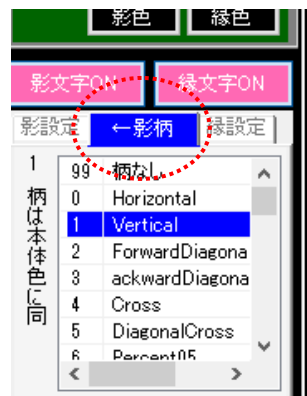 影色 縁色
影文字ON 縁文字ON
影設定 ←影柄 縁設定
1
柄は本体色に同
99 柄なし
0 Horizontal
1 Vertical
2 ForwardDiagona
3 ackwardDiagona
4 Cross
5 DiagonalCross
6 Percent05